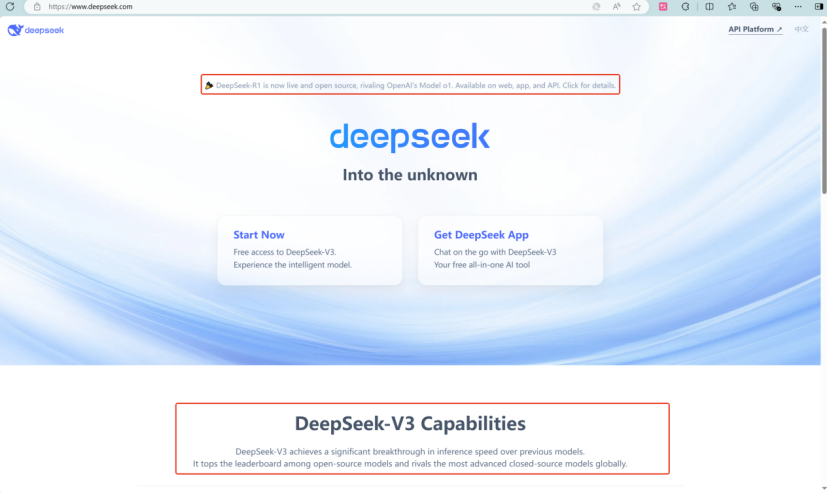 https://www.deepseek.com
deepseek
API Platform ↗
中文
DeepSeek-R1 is now live and open source, rivaling OpenAI's Model o1. Available on web, app, and API. Click for details.
deepseek
Into the unknown
Start Now
Free access to DeepSeek-V3.
Experience the intelligent model.
Get DeepSeek App
Chat on the go with DeepSeek-V3
Your free all-in-one AI tool
DeepSeek-V3 Capabilities
DeepSeek-V3 achieves a significant breakthrough in inference speed over previous models.
It tops the leaderboard among open-source models and rivals the most advanced closed-source models globally.